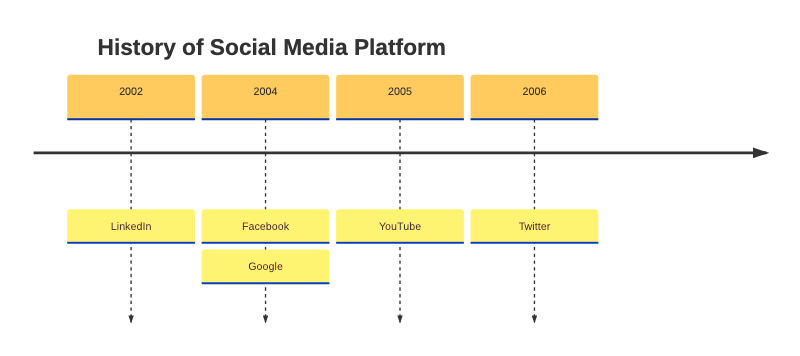 History of Social Media Platform
2002
2004
2005
2006
LinkedIn
Facebook
YouTube
Twitter
Google